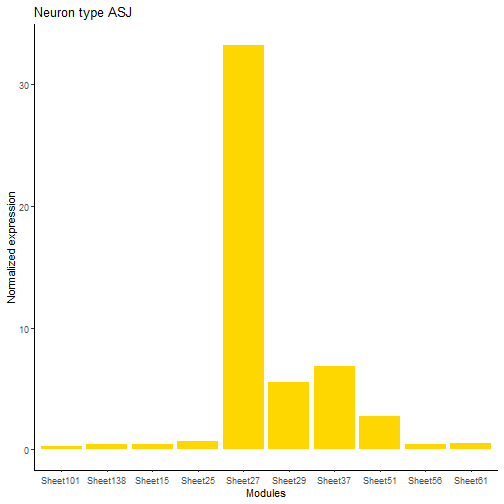 Neuron type ASJ
Normalized expression
30
20
10
0
Sheet101 Sheet138 Sheet15 Sheet25 Sheet27 Sheet29 Sheet37 Sheet51 Sheet56 Sheet61
Modules